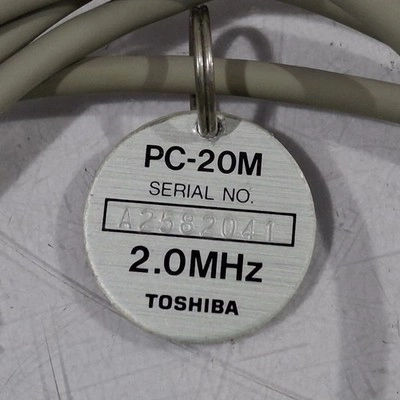 PC-20M
SERIAL NO.
A2582041
2.0MHz
TOSHIBA